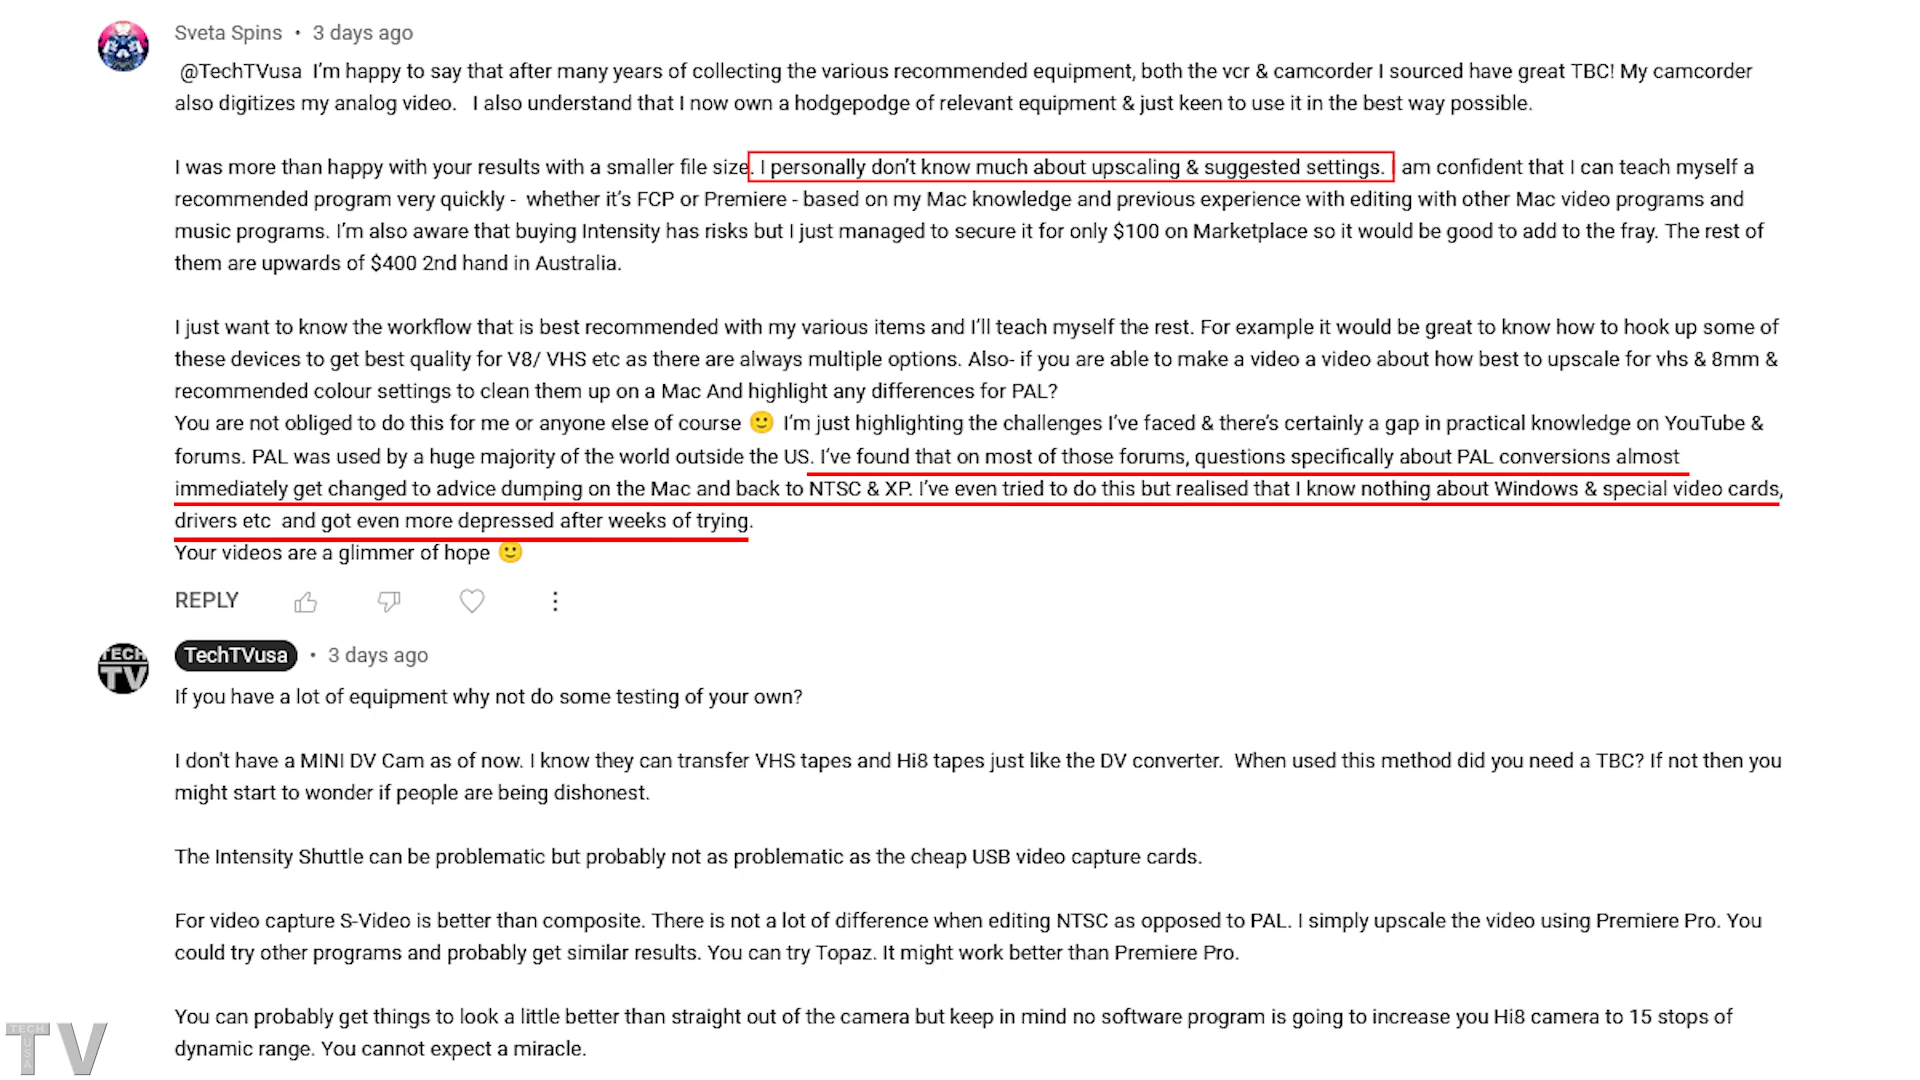 Sveta Spins • 3 days ago
@TechTVusa I'm happy to say that after many years of collecting the various recommended equipment, both the vcr & camcorder I sourced have great TBC! My camcorder
also digitizes my analog video. I also understand that I now own a hodgepodge of relevant equipment & just keen to use it in the best way possible.
I was more than happy with your results with a smaller file size. I personally don't know much about upscaling & suggested settings. I am confident that I can teach myself a
recommended program very quickly - whether it's FCP or Premiere - based on my Mac knowledge and previous experience with editing with other Mac video programs and
music programs. I'm also aware that buying Intensity has risks but I just managed to secure it for only $100 on Marketplace so it would be good to add to the fray. The rest of
them are upwards of $400 2nd hand in Australia.
I just want to know the workflow that is best recommended with my various items and I'll teach myself the rest. For example it would be great to know how to hook up some of
these devices to get best quality for V8/ VHS etc as there are always multiple options. Also- if you are able to make a video a video about how best to upscale for vhs & 8mm &
recommended colour settings to clean them up on a Mac And highlight any differences for PAL?
You are not obliged to do this for me or anyone else of course 🙂 I'm just highlighting the challenges I've faced & there's certainly a gap in practical knowledge on YouTube &
forums. PAL was used by a huge majority of the world outside the US. I've found that on most of those forums, questions specifically about PAL conversions almost
immediately get changed to advice dumping on the Mac and back to NTSC & XP. I've even tried to do this but realised that I know nothing about Windows & special video cards,
drivers etc and got even more depressed after weeks of trying.
Your videos are a glimmer of hope 🙂
REPLY
TECH
TV
TechTVusa • 3 days ago
If you have a lot of equipment why not do some testing of your own?
I don't have a MINI DV Cam as of now. I know they can transfer VHS tapes and Hi8 tapes just like the DV converter. When used this method did you need a TBC? If not then you
might start to wonder if people are being dishonest.
The Intensity Shuttle can be problematic but probably not as problematic as the cheap USB video capture cards.
For video capture S-Video is better than composite. There is not a lot of difference when editing NTSC as opposed to PAL. I simply upscale the video using Premiere Pro. You
could try other programs and probably get similar results. You can try Topaz. It might work better than Premiere Pro.
You can probably get things to look a little better than straight out of the camera but keep in mind no software program is going to increase you Hi8 camera to 15 stops of
dynamic range. You cannot expect a miracle.
TECH
TV
USA